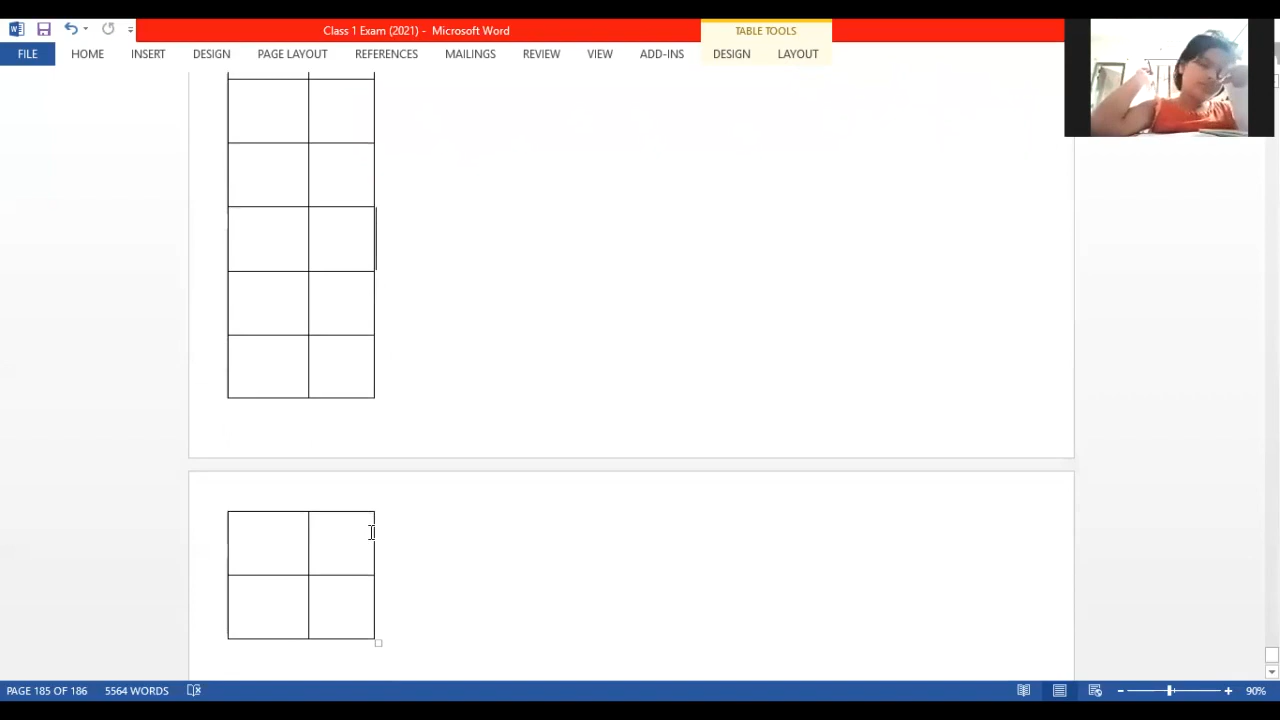 Class 1 Exam (2021) - Microsoft Word
TABLE TOOLS
FILE HOME INSERT DESIGN PAGE LAYOUT REFERENCES MAILINGS REVIEW VIEW ADD-INS DESIGN LAYOUT
PAGE 185 OF 186 5564 WORDS 90%